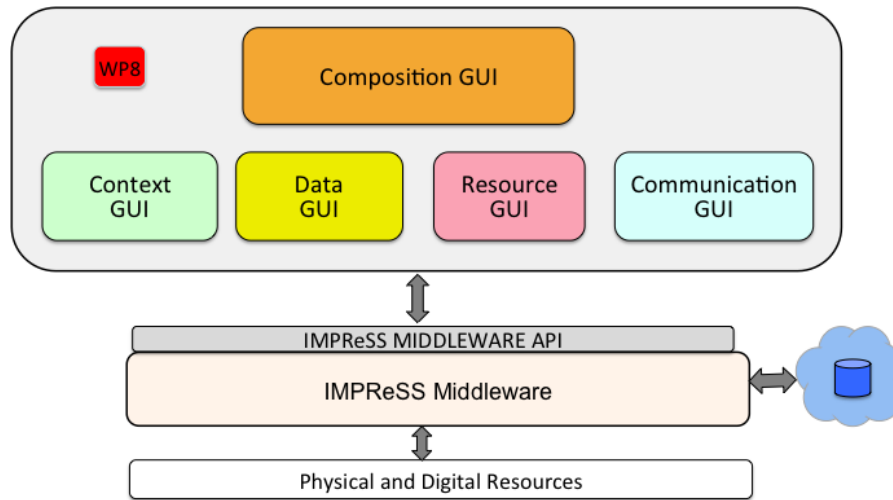 WP8
Composition GUI
Context
GUI
Data
GUI
Resource
GUI
Communication
GUI
IMPReSS MIDDLEWARE API
IMPReSS Middleware
Physical and Digital Resources